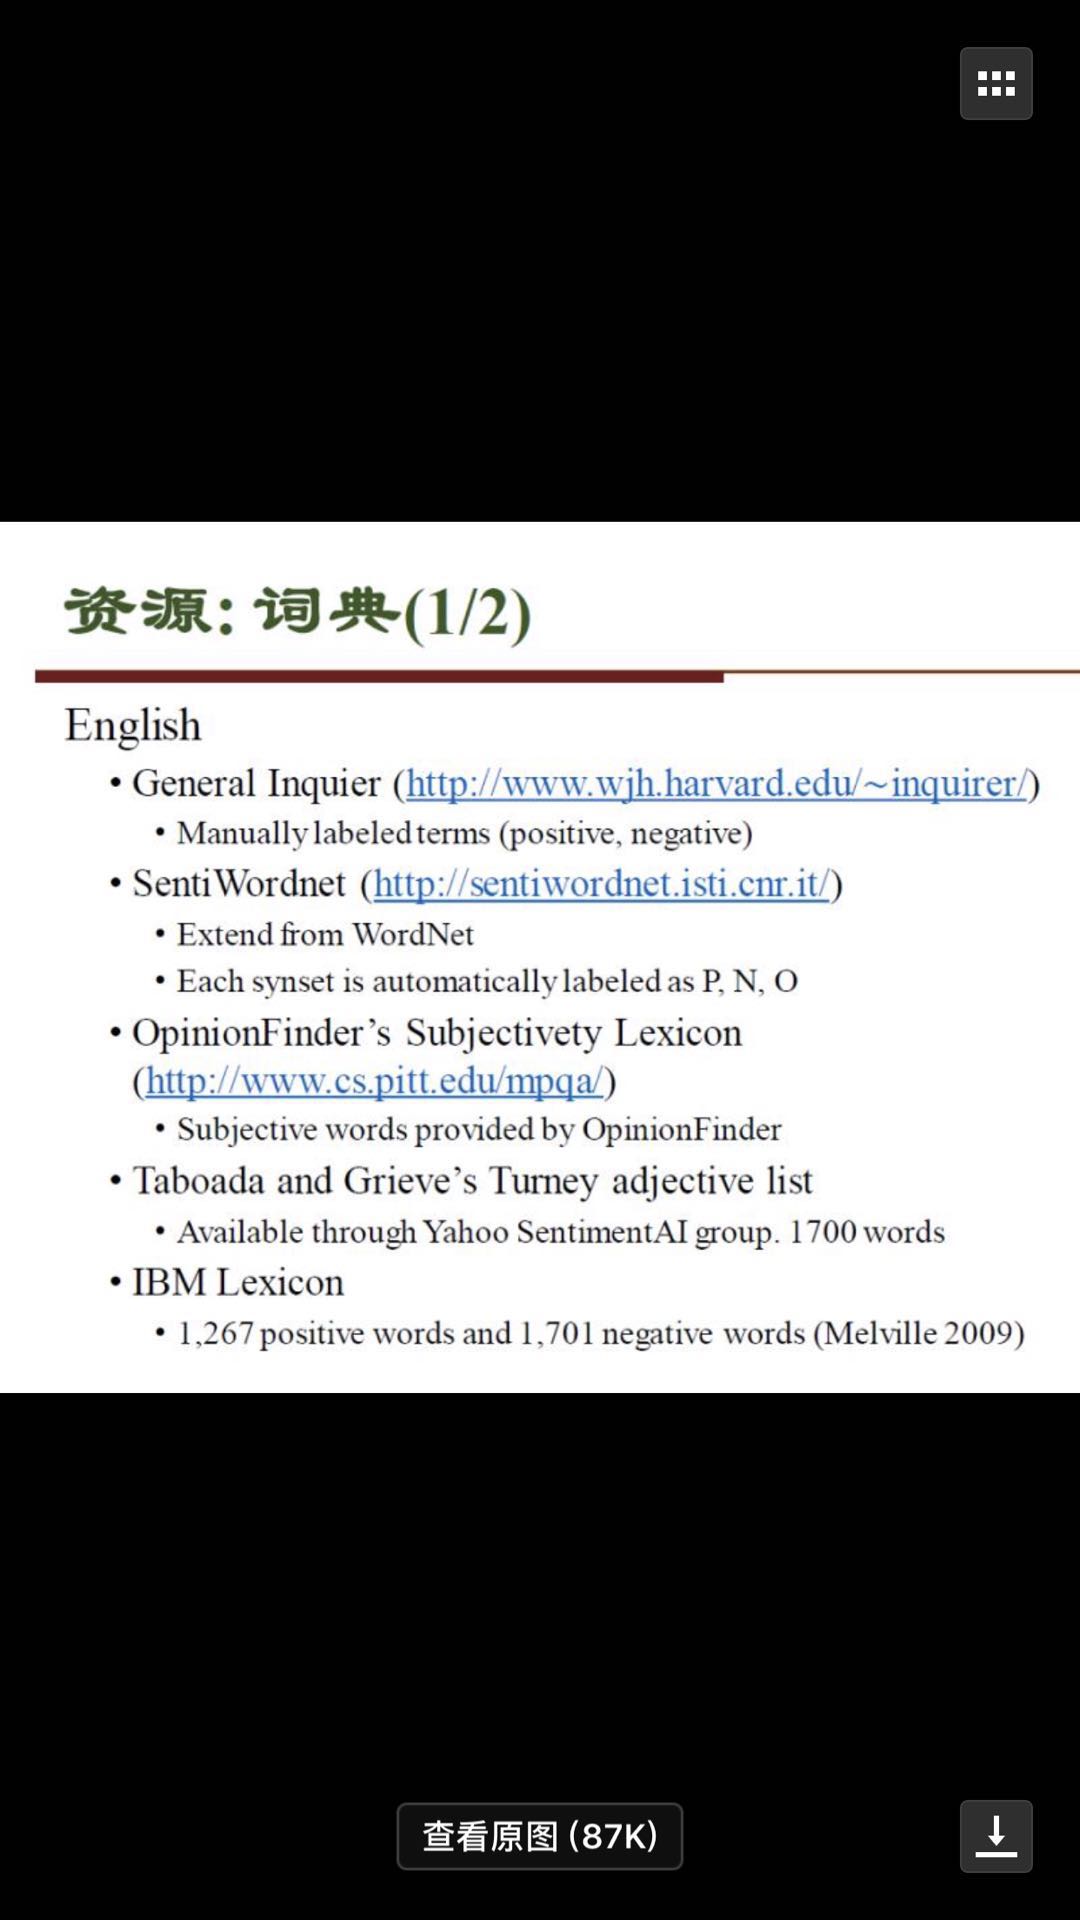 资源: 词典(1/2)
English
• General Inquier (http://www.wjh.harvard.edu/~inquirer/)
• Manually labeled terms (positive, negative)
• SentiWordnet (http://sentiwordnet.isti.cnr.it/)
• Extend from WordNet
• Each synset is automatically labeled as P, N, O
• OpinionFinder’s Subjectivety Lexicon
(http://www.cs.pitt.edu/mpqa/)
• Subjective words provided by OpinionFinder
• Taboada and Grieve’s Turney adjective list
• Available through Yahoo SentimentAI group. 1700 words
• IBM Lexicon
• 1,267 positive words and 1,701 negative words (Melville 2009)
查看原图 (87K)